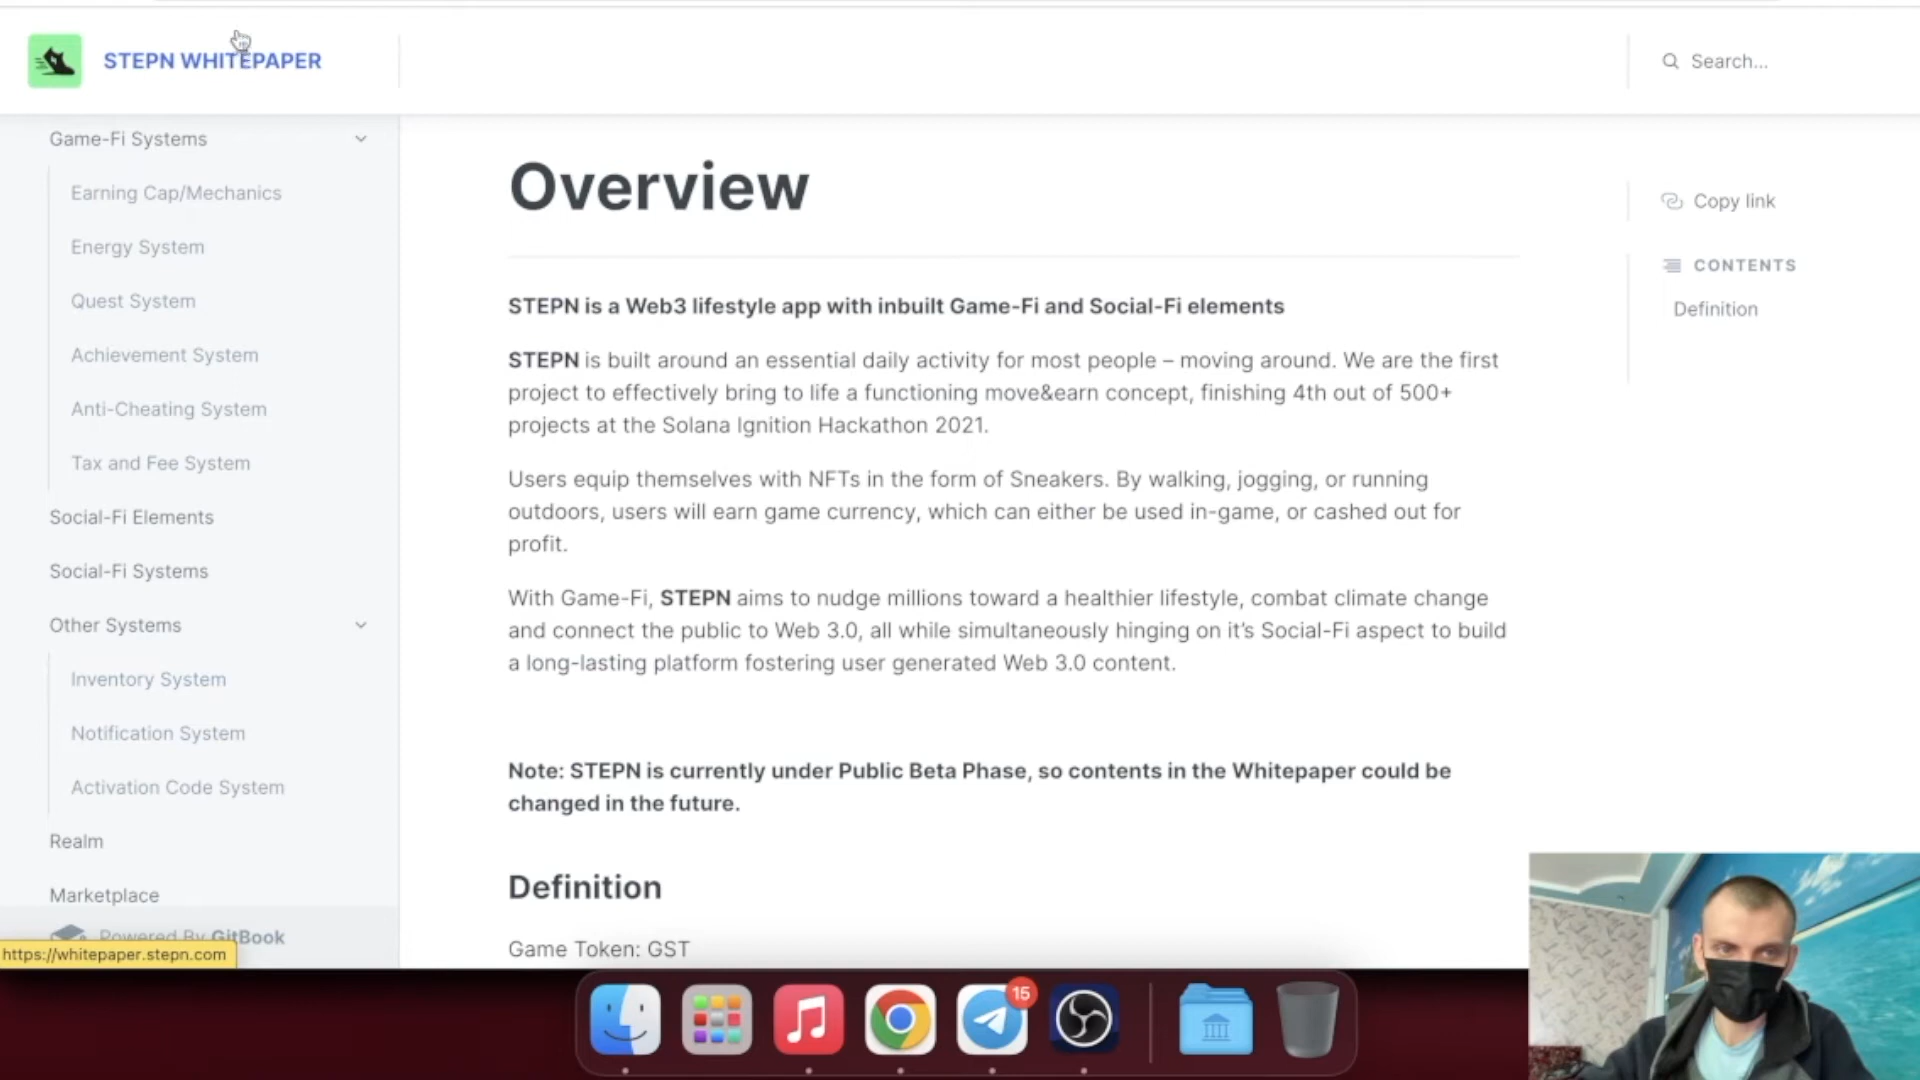 STEPN WHITEPAPER
Search...
Game-Fi Systems
Earning Cap/Mechanics
Energy System
Quest System
Achievement System
Anti-Cheating System
Tax and Fee System
Social-Fi Elements
Social-Fi Systems
Other Systems
Inventory System
Notification System
Activation Code System
Realm
Marketplace
Powered By GitBook
https://whitepaper.stepn.com
Overview
STEPN is a Web3 lifestyle app with inbuilt Game-Fi and Social-Fi elements
STEPN is built around an essential daily activity for most people – moving around. We are the first
project to effectively bring to life a functioning move&earn concept, finishing 4th out of 500+
projects at the Solana Ignition Hackathon 2021.
Users equip themselves with NFTs in the form of Sneakers. By walking, jogging, or running
outdoors, users will earn game currency, which can either be used in-game, or cashed out for
profit.
With Game-Fi, STEPN aims to nudge millions toward a healthier lifestyle, combat climate change
and connect the public to Web 3.0, all while simultaneously hinging on it's Social-Fi aspect to build
a long-lasting platform fostering user generated Web 3.0 content.
Note: STEPN is currently under Public Beta Phase, so contents in the Whitepaper could be
changed in the future.
Definition
Game Token: GST
Copy link
CONTENTS
Definition
15